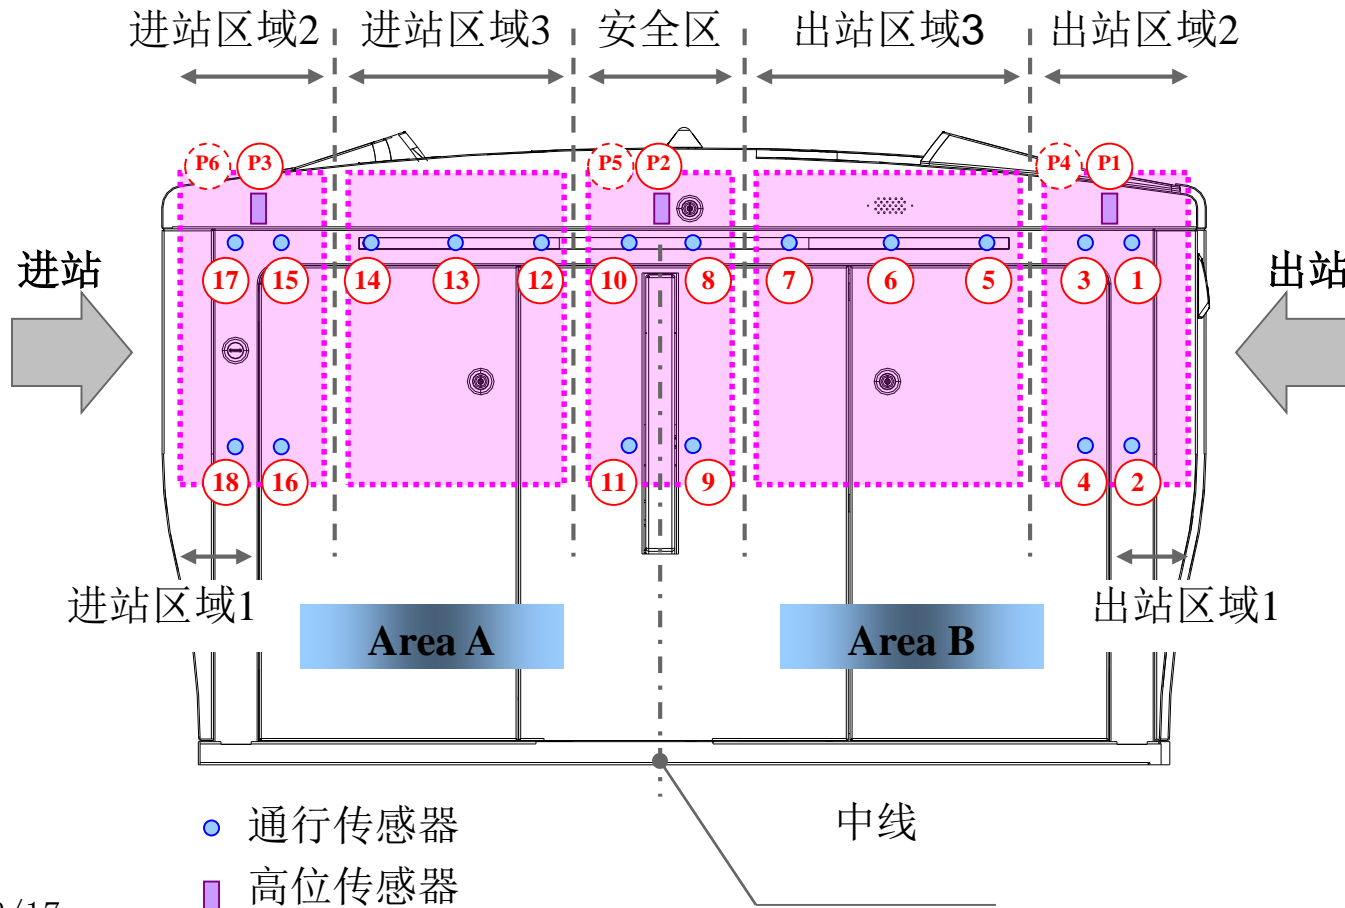 进站区域2 进站区域3 安全区 出站区域3 出站区域2
P6 P3 P5 P2 P4 P1
进站 17 15 14 13 12 10 8 7 6 5 3 1 出站
18 16 11 9 4 2
进站区域1 出站区域1
Area A Area B
通行传感器 中线
高位传感器